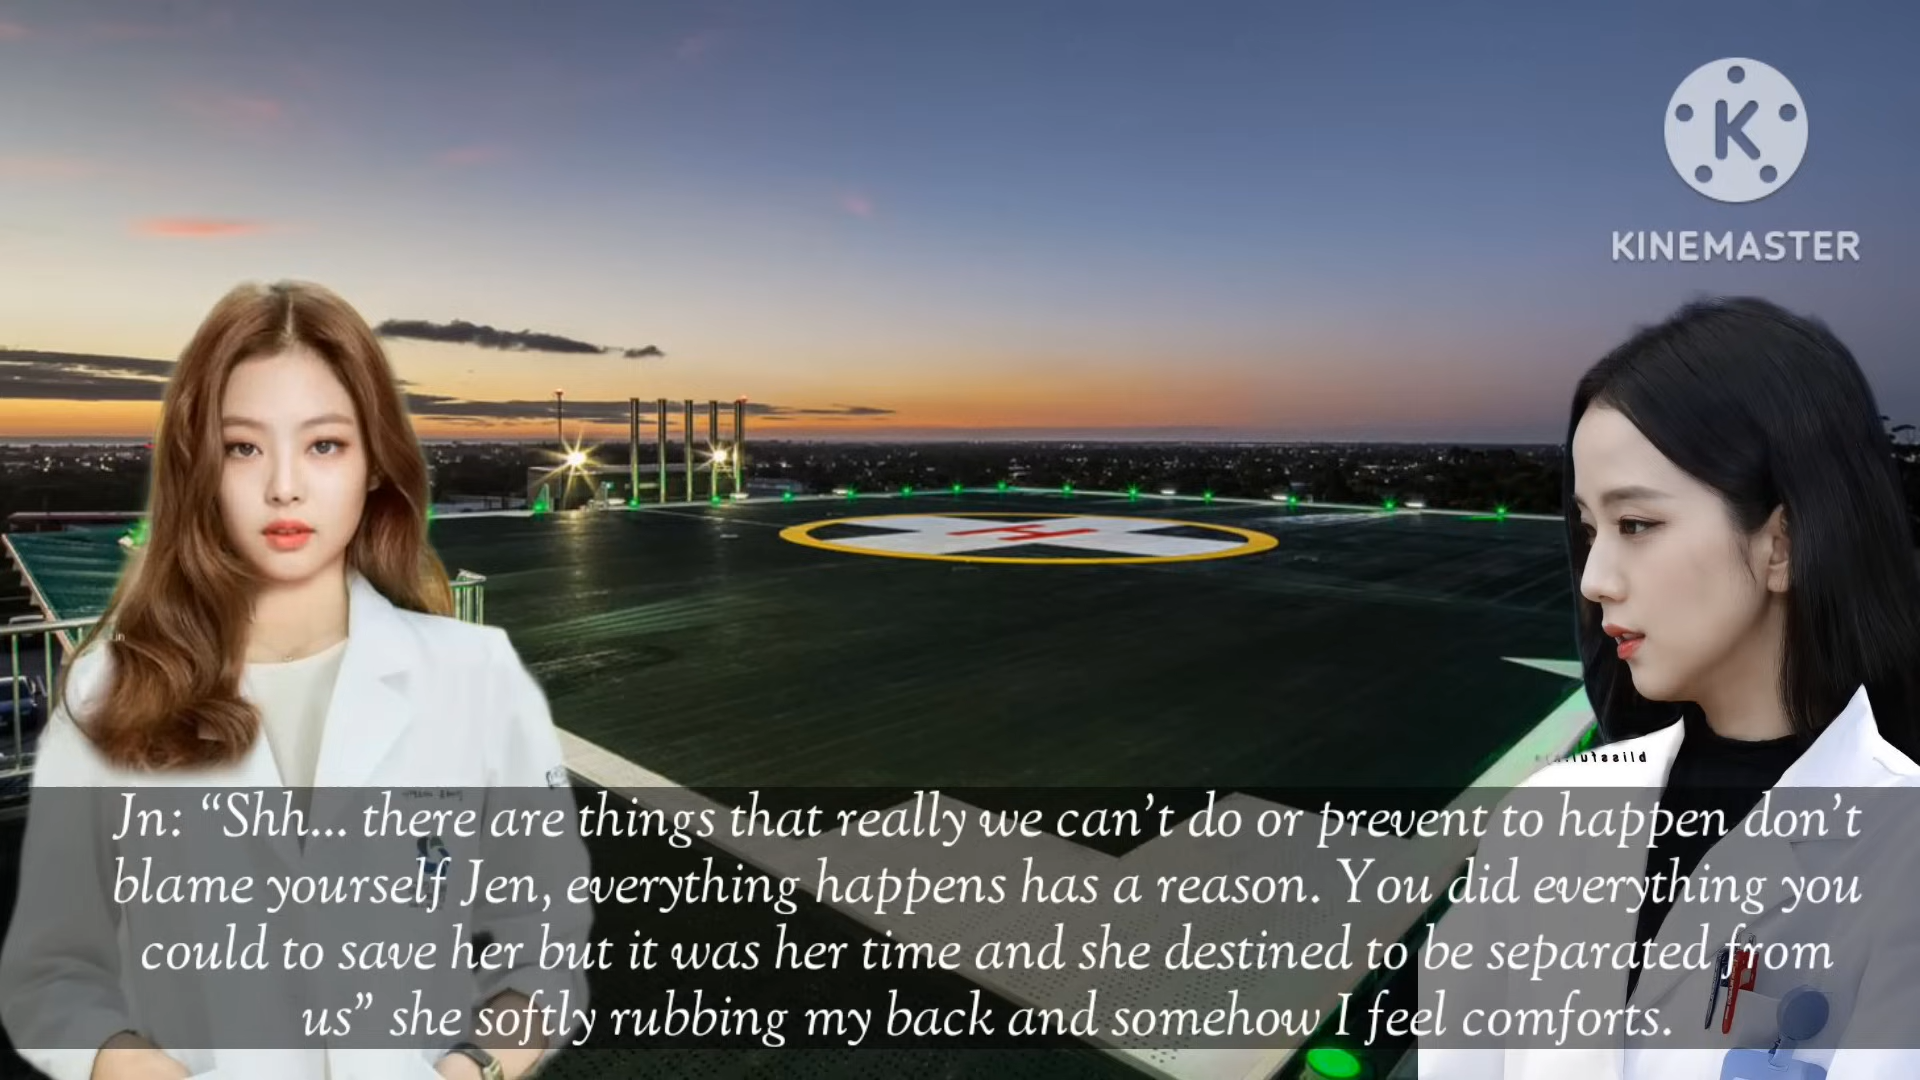 K
KINEMASTER
H
Jn: “Shh... there are things that really we can’t do or prevent to happen don’t
blame yourself Jen, everything happens has a reason. You did everything you
could to save her but it was her time and she destined to be separated from
us” she softly rubbing my back and somehow I feel comforts.